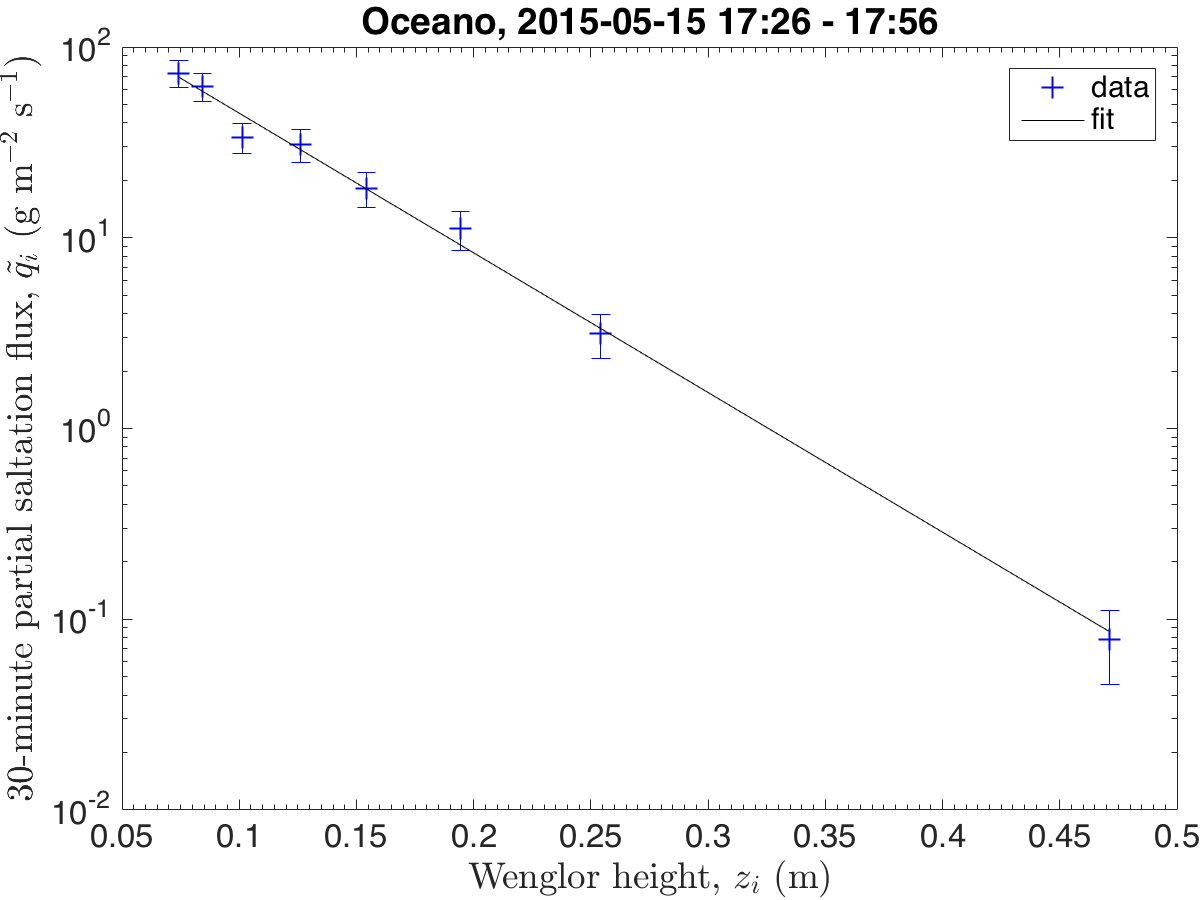 Oceano, 2015-05-15 17:26 - 17:56
30-minute partial saltation flux, q̃ᵢ (g m⁻² s⁻¹)
10²
10¹
10⁰
10⁻¹
10⁻²
data
fit
0.05 0.1 0.15 0.2 0.25 0.3 0.35 0.4 0.45 0.5
Wenglor height, zᵢ (m)